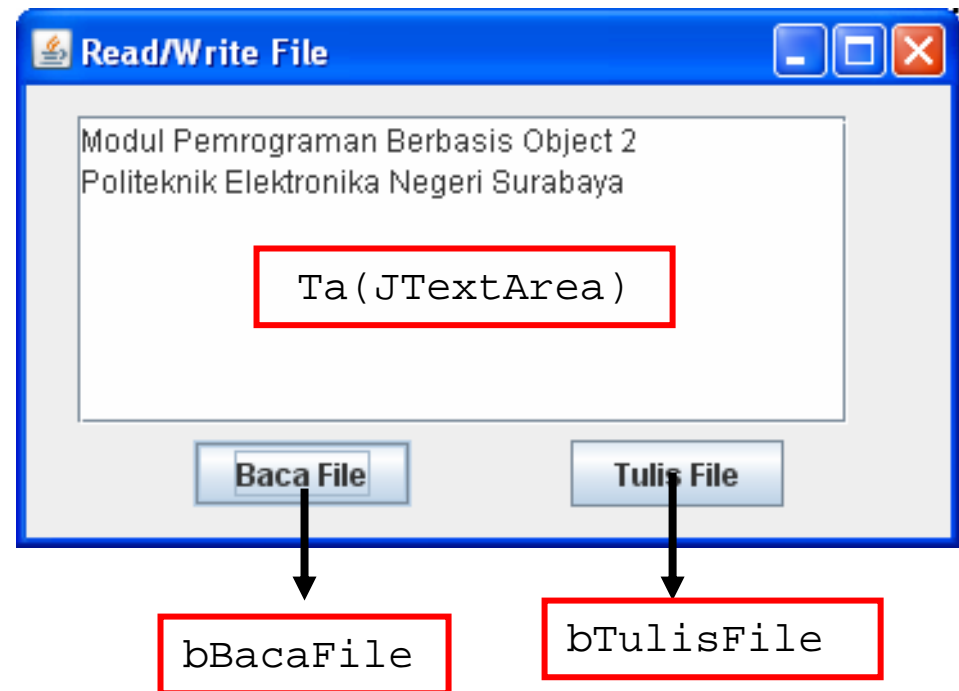 Read/Write File
Modul Pemrograman Berbasis Object 2
Politeknik Elektronika Negeri Surabaya
Ta(JTextArea)
Baca File
Tulis File
bBacaFile
bTulisFile